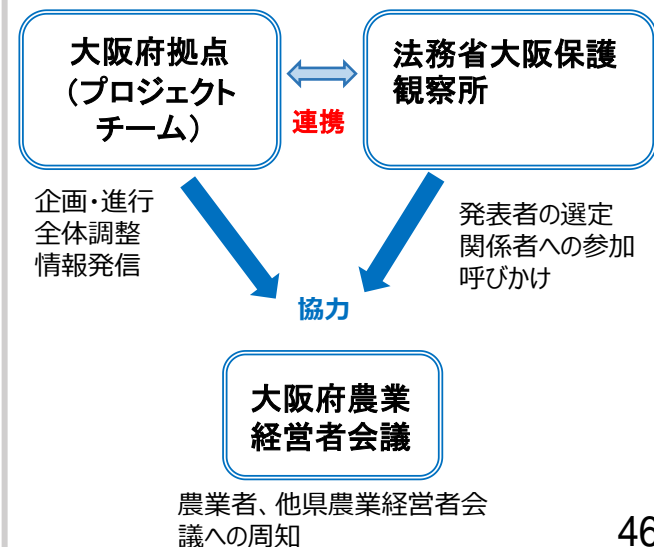 大阪府拠点
(プロジェクト
チーム)
連携
法務省大阪保護
観察所
企画・進行
全体調整
情報発信
発表者の選定
関係者への参加
呼びかけ
協力
大阪府農業
経営者会議
農業者、他県農業経営者会
議への周知
46